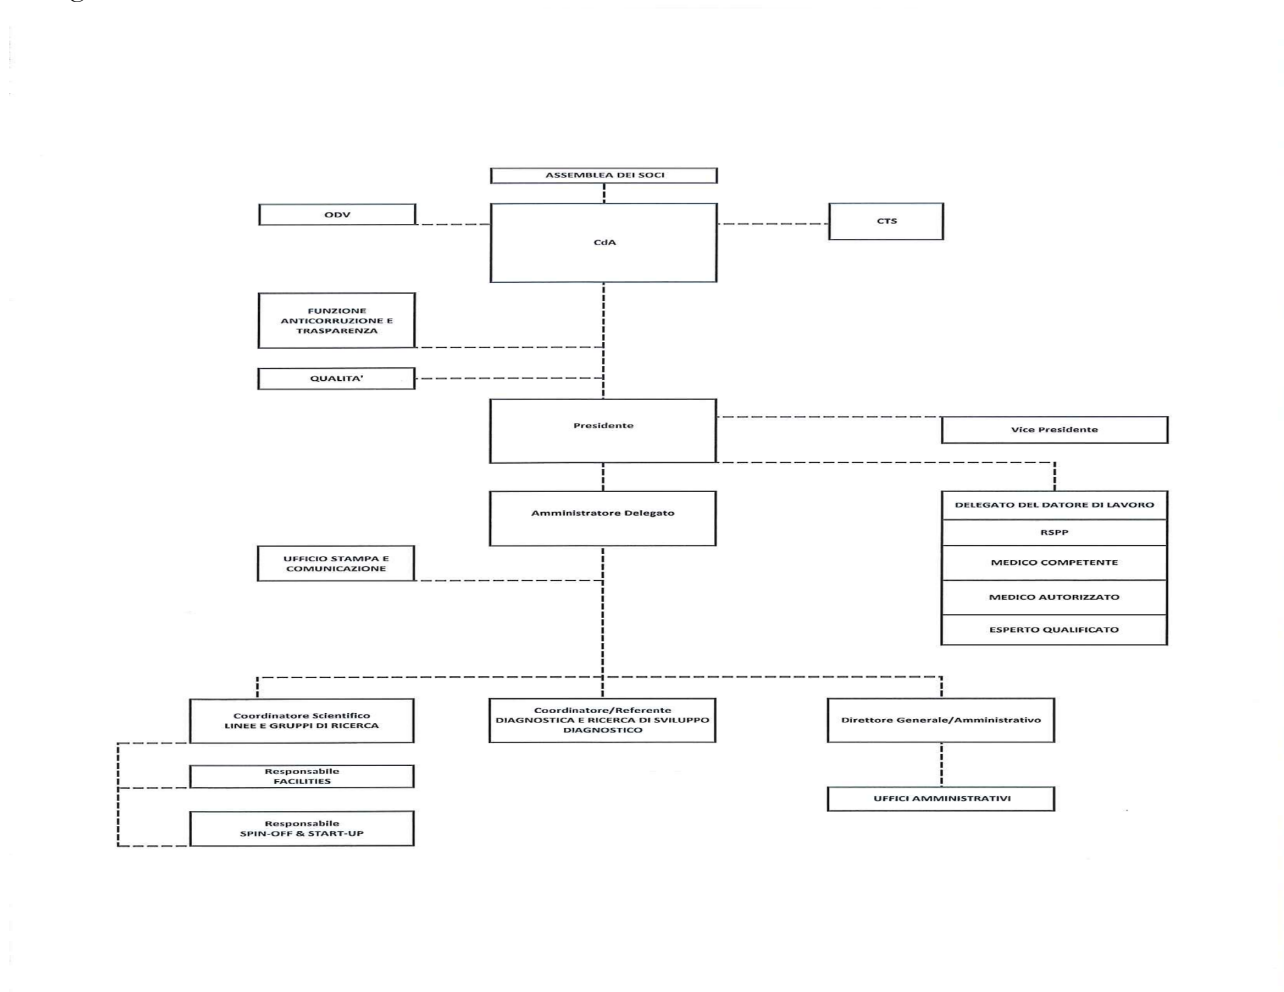 ASSEMBLEA DEI SOCI
ODV
CdA
CTS
FUNZIONE
ANTICORRUZIONE E
TRASPARENZA
QUALITA'
Presidente
Vice Presidente
Amministratore Delegato
DELEGATO DEL DATORE DI LAVORO
RSPP
MEDICO COMPETENTE
MEDICO AUTORIZZATO
ESPERTO QUALIFICATO
UFFICIO STAMPA E
COMUNICAZIONE
Coordinatore Scientifico
LINEE E GRUPPI DI RICERCA
Coordinatore/Referente
DIAGNOSTICA E RICERCA DI SVILUPPO
DIAGNOSTICO
Direttore Generale/Amministrativo
Responsabile
FACILITIES
UFFICI AMMINISTRATIVI
Responsabile
SPIN-OFF & START-UP